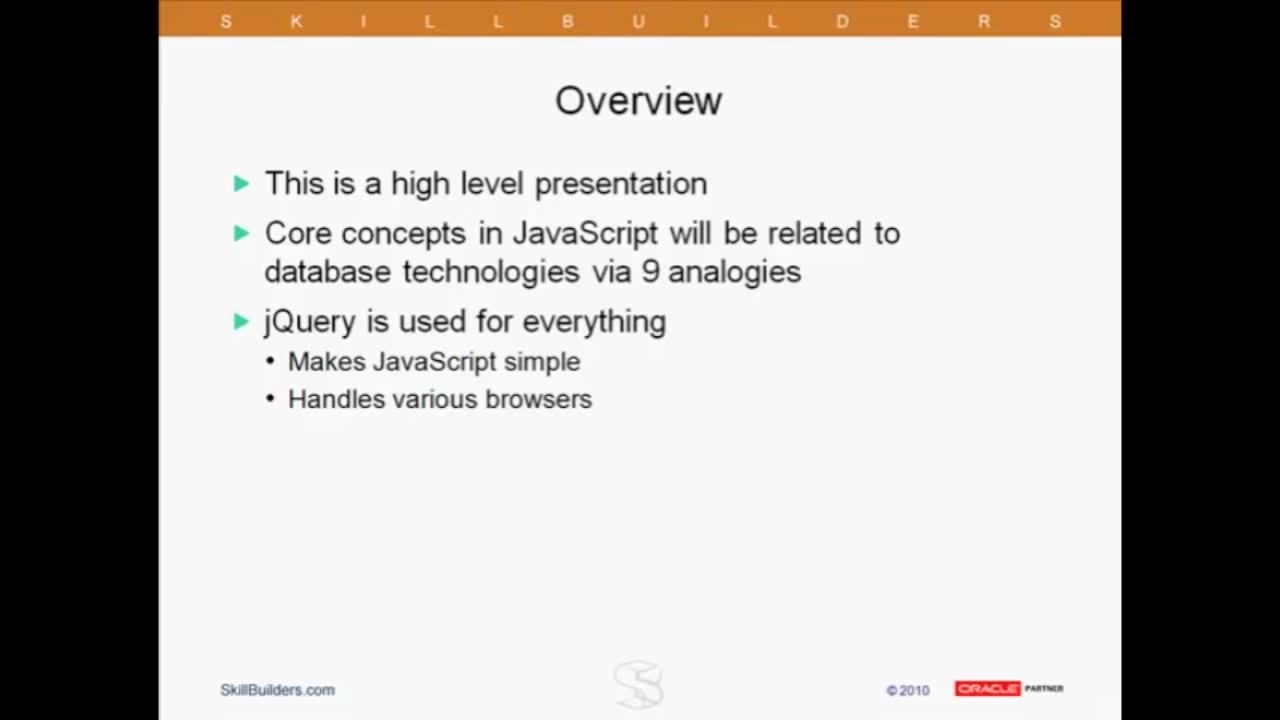 SKILLBUILDERS
Overview
This is a high level presentation
Core concepts in JavaScript will be related to
database technologies via 9 analogies
jQuery is used for everything
• Makes JavaScript simple
• Handles various browsers
SkillBuilders.com
© 2010
ORACLE PARTNER